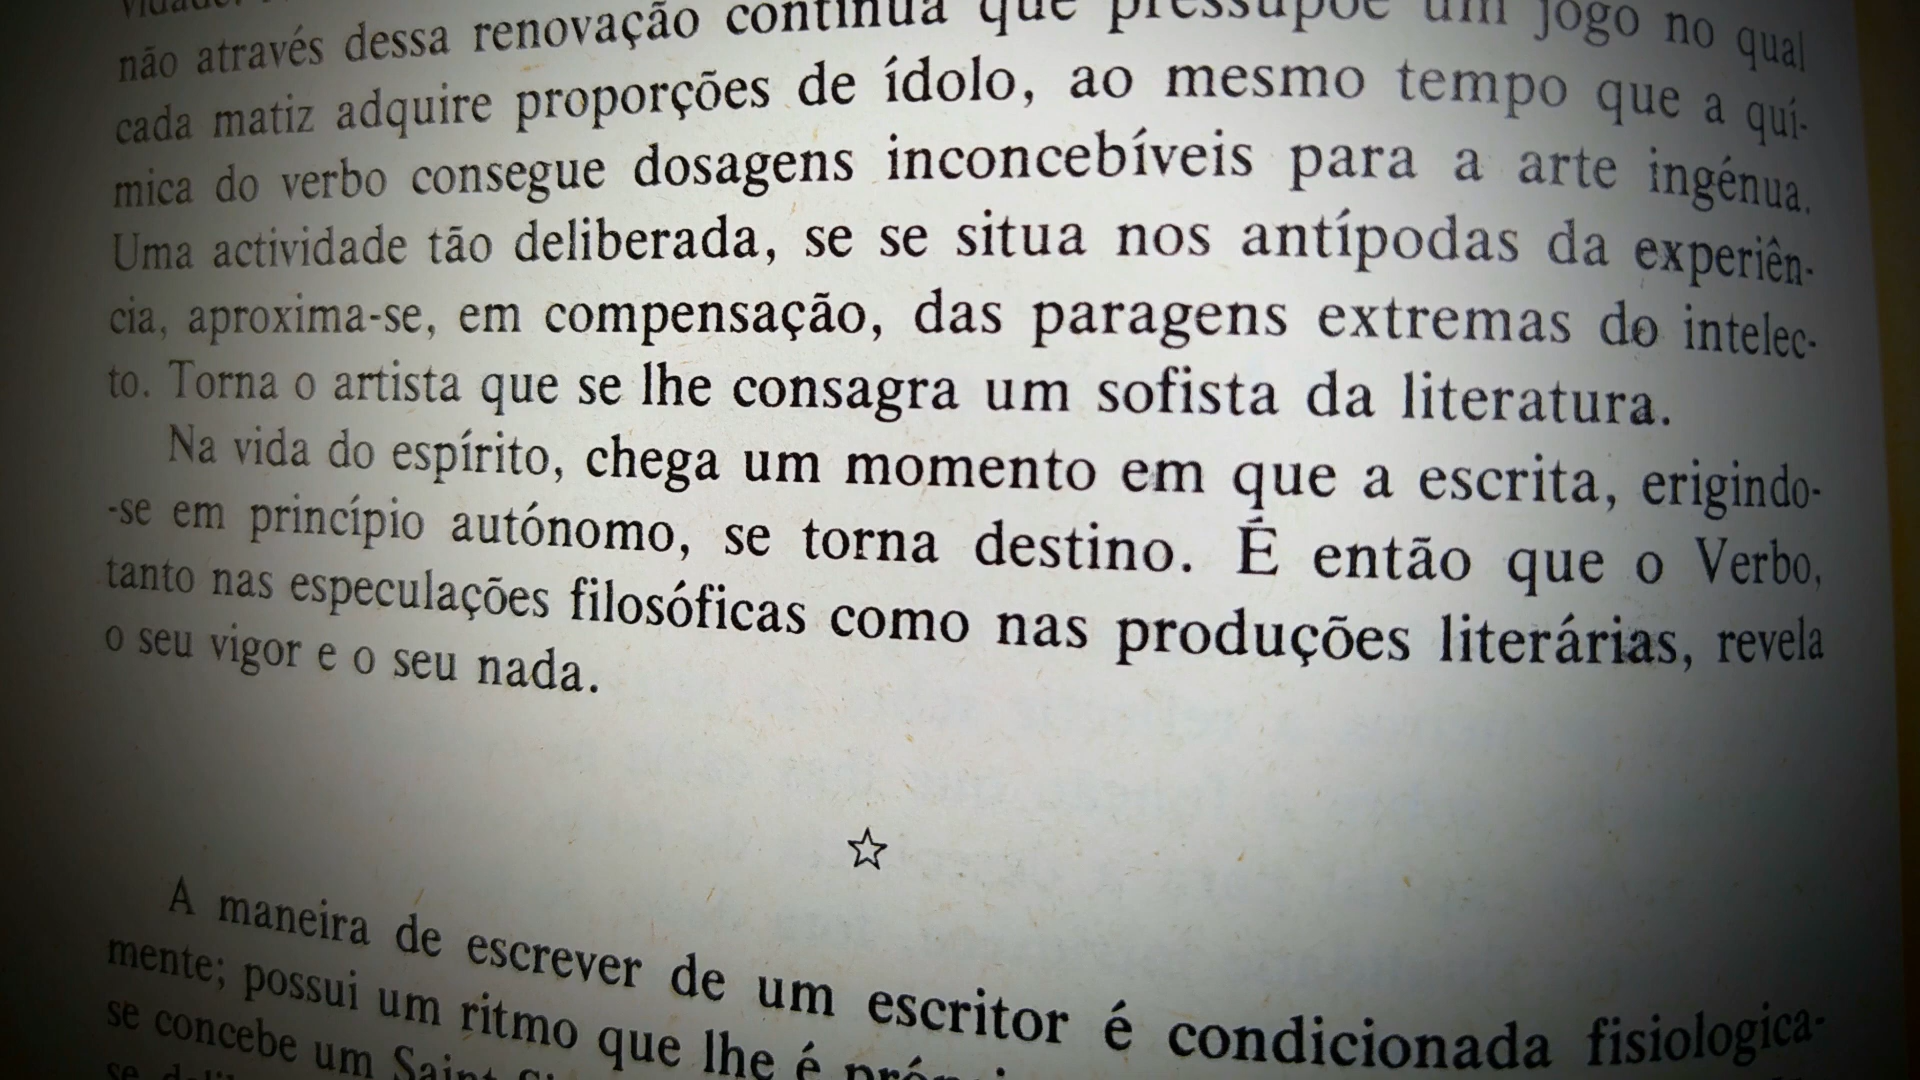 não através dessa renovação contínua que pressupõe um jogo no qual
cada matiz adquire proporções de ídolo, ao mesmo tempo que a quí-
mica do verbo consegue dosagens inconcebíveis para a arte ingénua.
Uma actividade tão deliberada, se se situa nos antípodas da experiên-
cia, aproxima-se, em compensação, das paragens extremas do intelec-
to. Torna o artista que se lhe consagra um sofista da literatura.
Na vida do espírito, chega um momento em que a escrita, erigindo-
-se em princípio autónomo, se torna destino. É então que o Verbo,
tanto nas especulações filosóficas como nas produções literárias, revela
o seu vigor e o seu nada.
A maneira de escrever de um escritor é condicionada fisiologica-
mente; possui um ritmo que lhe é
se concebe um Saint
se